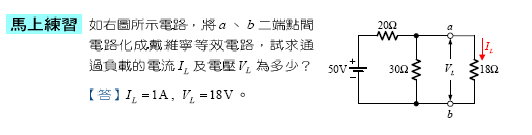 馬上練習 如右圖所示電路，將 a、b 二端點間
電路化成戴維寧等效電路，試求通
過負載的電流 I_L 及電壓 V_L 為多少？
【答】I_L = 1A，V_L = 18V。
20Ω
a
I_L
50V
+
30Ω
V_L
18Ω
b